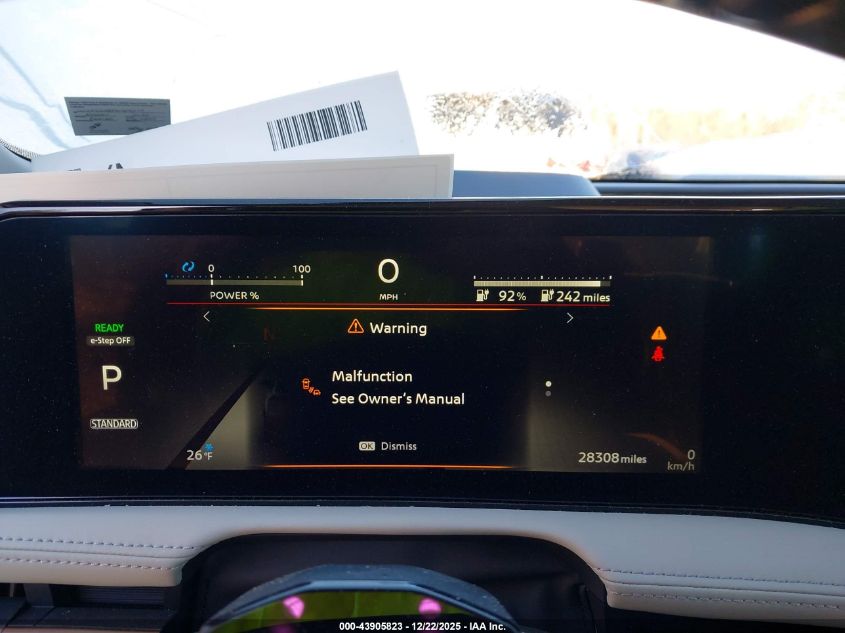 0 100
POWER %
0
MPH
92 % 242 miles
Warning
READY
e-Step OFF
P
STANDARD
Malfunction
See Owner's Manual
OK Dismiss
26°F
28308 miles
0
km/h
000-43905823 - 12/22/2025 - IAA Inc.